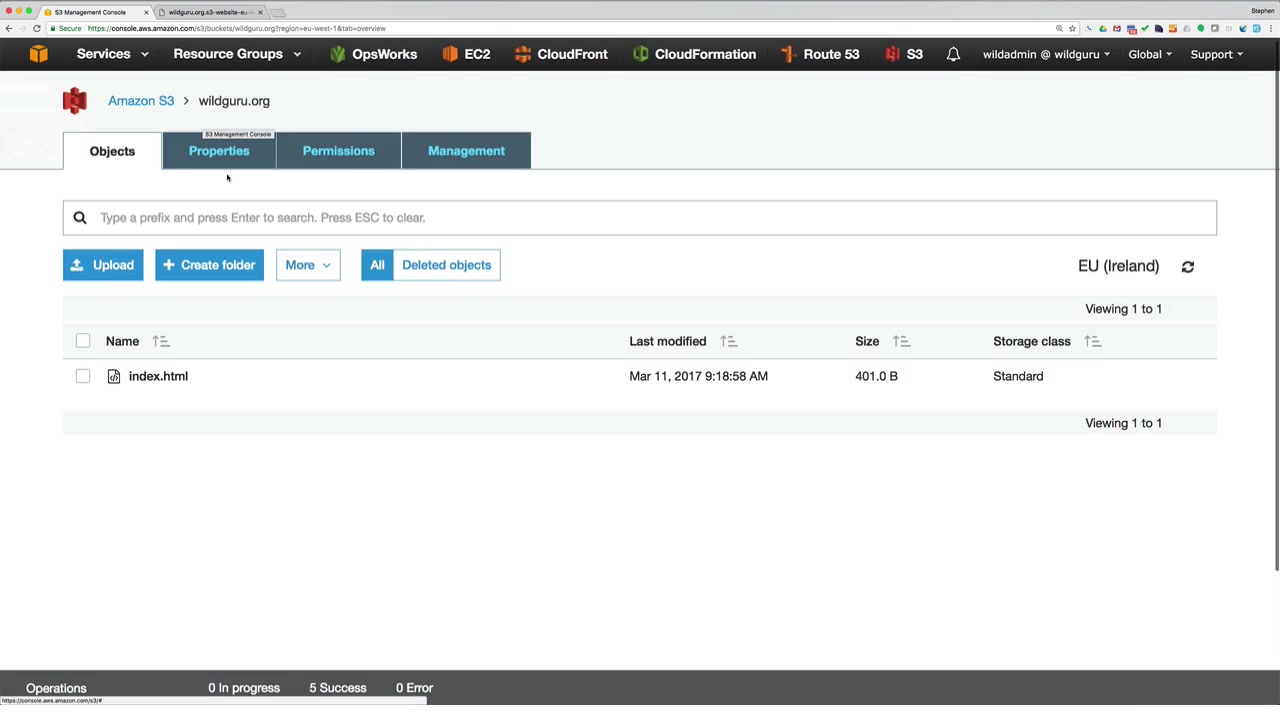 S3 Management Console
wildguru.org.s3-website-eu-w
Stephen
Secure
https://console.aws.amazon.com/s3/buckets/wildguru.org?region=eu-west-1&tab=overview
Services
Resource Groups
OpsWorks
EC2
CloudFront
CloudFormation
Route 53
S3
wildadmin @ wildguru
Global
Support
Amazon S3 > wildguru.org
S3 Management Console
Objects
Properties
Permissions
Management
Type a prefix and press Enter to search. Press ESC to clear.
Upload
+ Create folder
More
All
Deleted objects
EU (Ireland)
Viewing 1 to 1
Name
Last modified
Size
Storage class
index.html
Mar 11, 2017 9:18:58 AM
401.0 B
Standard
Viewing 1 to 1
Operations
0 In progress
5 Success
0 Error
https://console.aws.amazon.com/s3/#